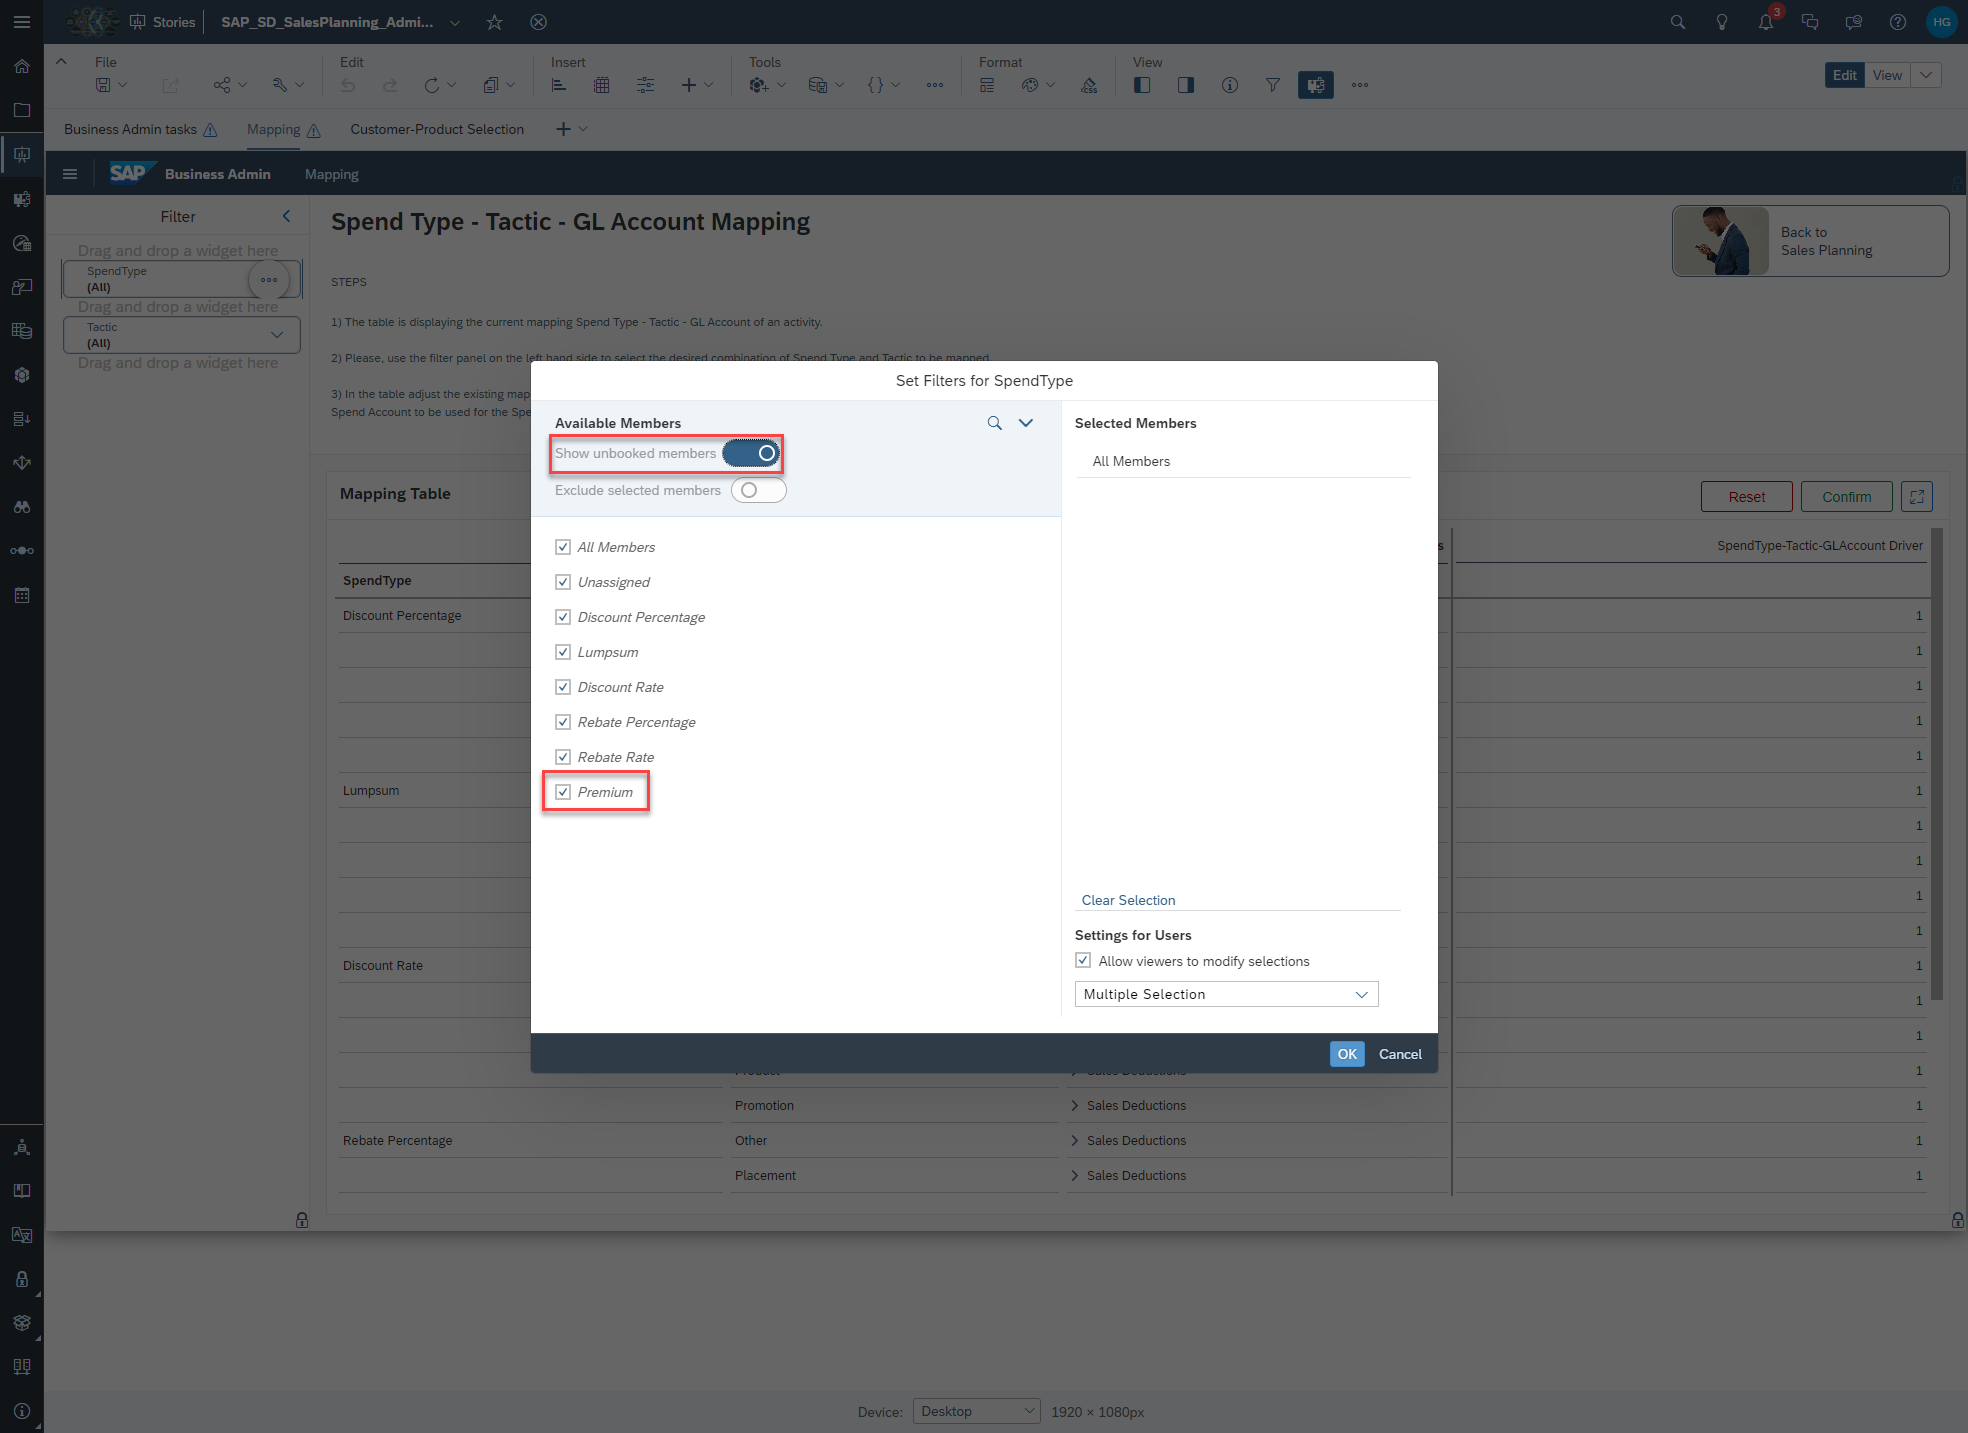 Stories
SAP_SD_SalesPlanning_Admi...
3
HG
File
Edit
Insert
Tools
Format
View
CSS
Edit
View
Business Admin tasks
Mapping
Customer-Product Selection
SAP
Business Admin
Mapping
Filter
Drag and drop a widget here
SpendType
(All)
Drag and drop a widget here
Tactic
(All)
Drag and drop a widget here
Spend Type - Tactic - GL Account Mapping
Back to
Sales Planning
STEPS
1) The table is displaying the current mapping Spend Type - Tactic - GL Account of an activity.
2) Please, use the filter panel on the left hand side to select the desired combination of Spend Type and Tactic to be mapped.
3) In the table adjust the existing map
Spend Account to be used for the Spe
Set Filters for SpendType
Available Members
Show unbooked members
Exclude selected members
All Members
Unassigned
Discount Percentage
Lumpsum
Discount Rate
Rebate Percentage
Rebate Rate
Premium
Selected Members
All Members
Clear Selection
Settings for Users
Allow viewers to modify selections
Multiple Selection
OK
Cancel
Mapping Table
Reset
Confirm
s
SpendType-Tactic-GLAccount Driver
SpendType
Discount Percentage
1
1
1
1
1
Lumpsum
1
1
1
1
1
Discount Rate
1
1
1
Product
Sales Deductions
1
Promotion
Sales Deductions
1
Rebate Percentage
Other
Sales Deductions
1
Placement
Sales Deductions
1
Device:
Desktop
1920 × 1080px